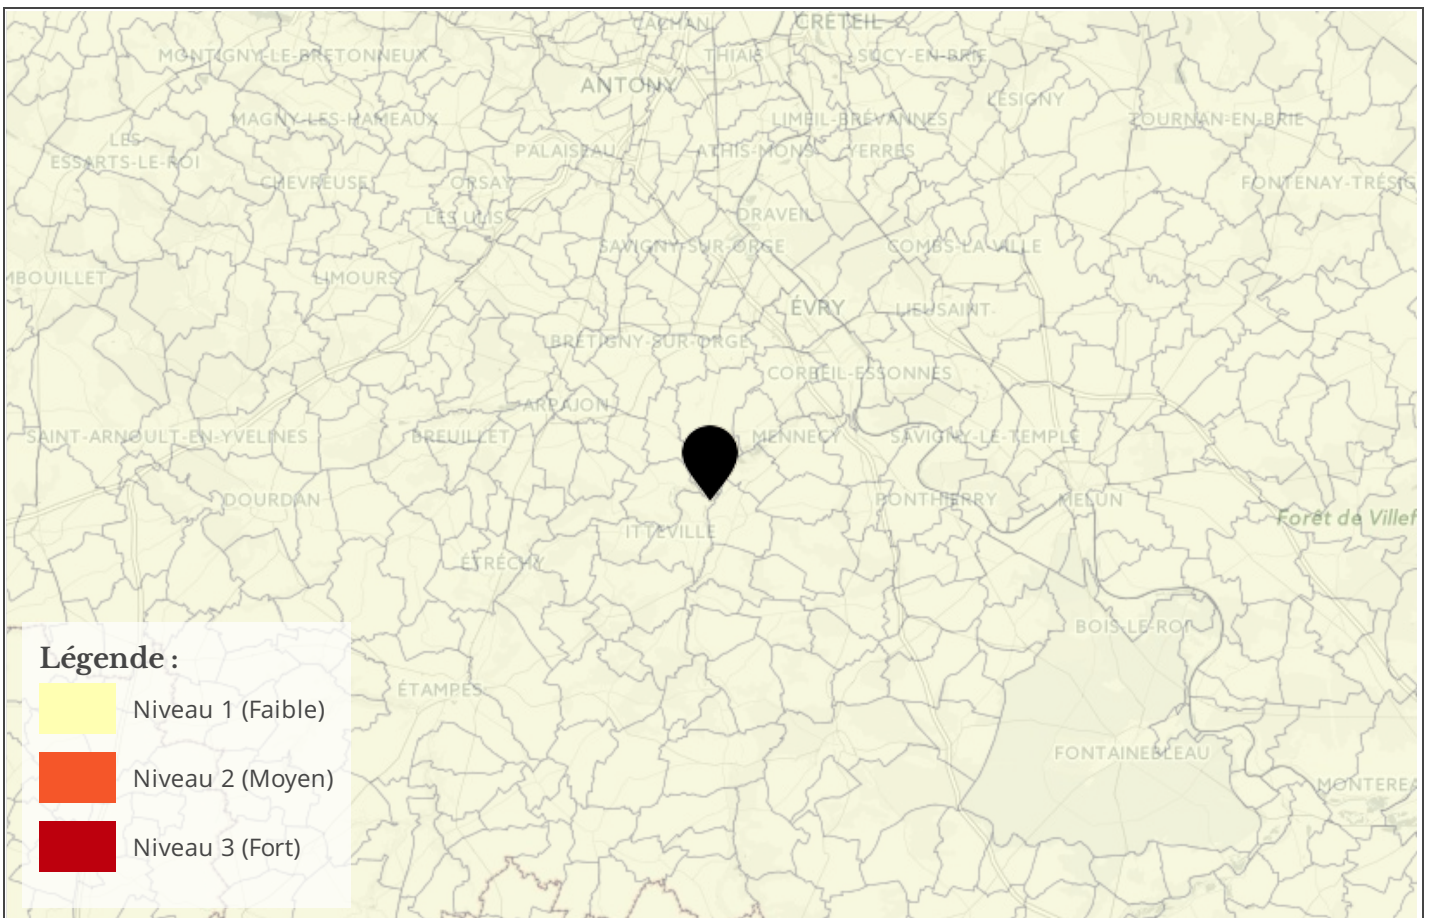 CACHAN
CRÉTEIL
MONTIGNY-LE-BRETONNEUX
THIAIS
SUCY-EN-BRIE
ANTONY
LÉSIGNY
MAGNY-LES-HAMEAUX
LIMEIL-BRÉVANNES
TOURNAN-EN-BRIE
LES
ESSARTS-LE-ROI
PALAISEAU
ATHIS-MONS
YERRES
CHEVREUSE
ORSAY
FONTENAY-TRÉSIG
LES ULIS
DRAVEIL
SAVIGNY-SUR-ORGE
COMBS-LA-VILLE
MBOUILLET
LIMOURS
ÉVRY
LIEUSAINT
BRÉTIGNY-SUR-ORGE
CORBEIL-ESSONNES
ARPAJON
SAINT-ARNOULT-EN-YVELINES
BREUILLET
MENNECY
SAVIGNY-LE-TEMPLE
DOURDAN
PONTHIERRY
MELUN
Forêt de Villef
ITTEVILLE
ÉTRÉCHY
BOIS-LE-ROI
Légende :
ÉTAMPES
Niveau 1 (Faible)
FONTAINEBLEAU
Niveau 2 (Moyen)
MONTEREA
Niveau 3 (Fort)